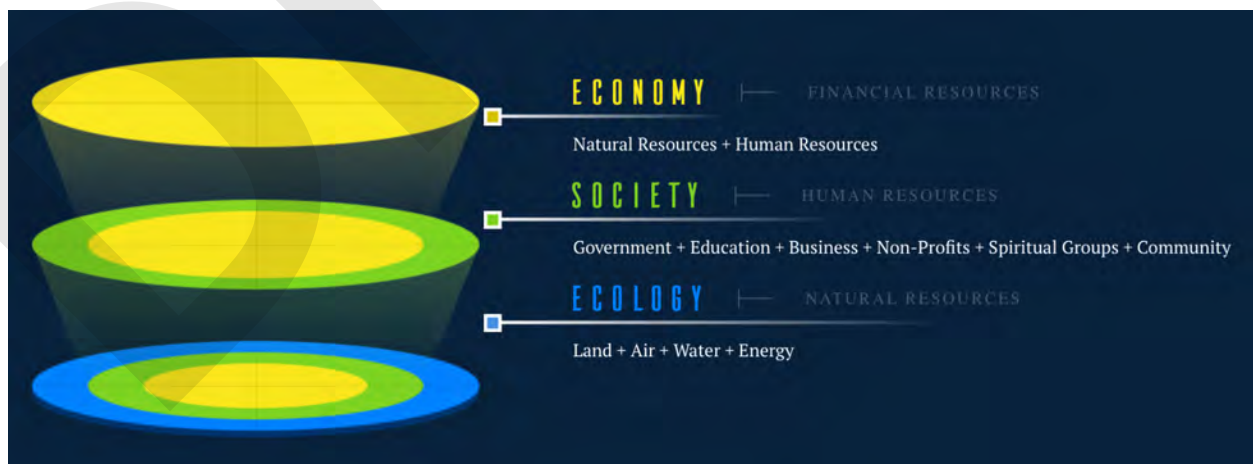 ECONOMY FINANCIAL RESOURCES
Natural Resources + Human Resources
SOCIETY HUMAN RESOURCES
Government + Education + Business + Non-Profits + Spiritual Groups + Community
ECOLOGY NATURAL RESOURCES
Land + Air + Water + Energy